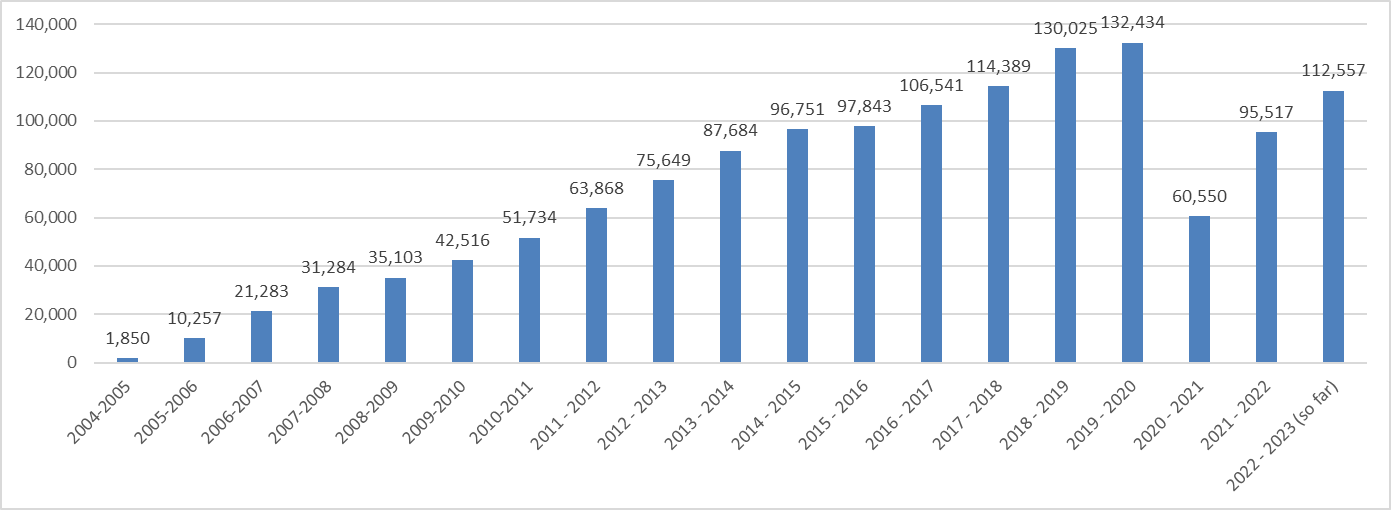 140,000
120,000
100,000
80,000
60,000
40,000
20,000
0
1,850
10,257
21,283
31,284
35,103
42,516
51,734
63,868
75,649
87,684
96,751
97,843
106,541
114,389
130,025
132,434
60,550
95,517
112,557
2004-2005
2005-2006
2006-2007
2007-2008
2008-2009
2009-2010
2010-2011
2011 - 2012
2012 - 2013
2013 - 2014
2014 - 2015
2015 - 2016
2016 - 2017
2017 - 2018
2018 - 2019
2019 - 2020
2020 - 2021
2021 - 2022
2022 - 2023 (so far)